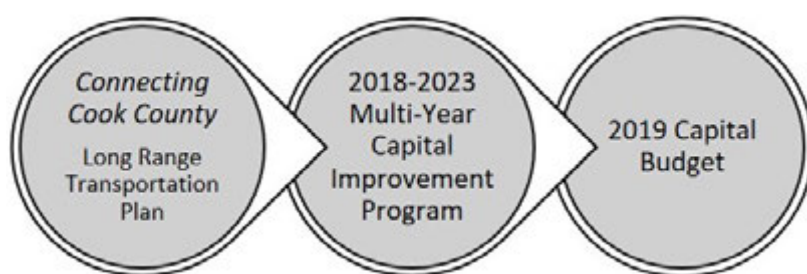 Connecting
Cook County
Long Range
Transportation
Plan
2018-2023
Multi-Year
Capital
Improvement
Program
2019 Capital
Budget